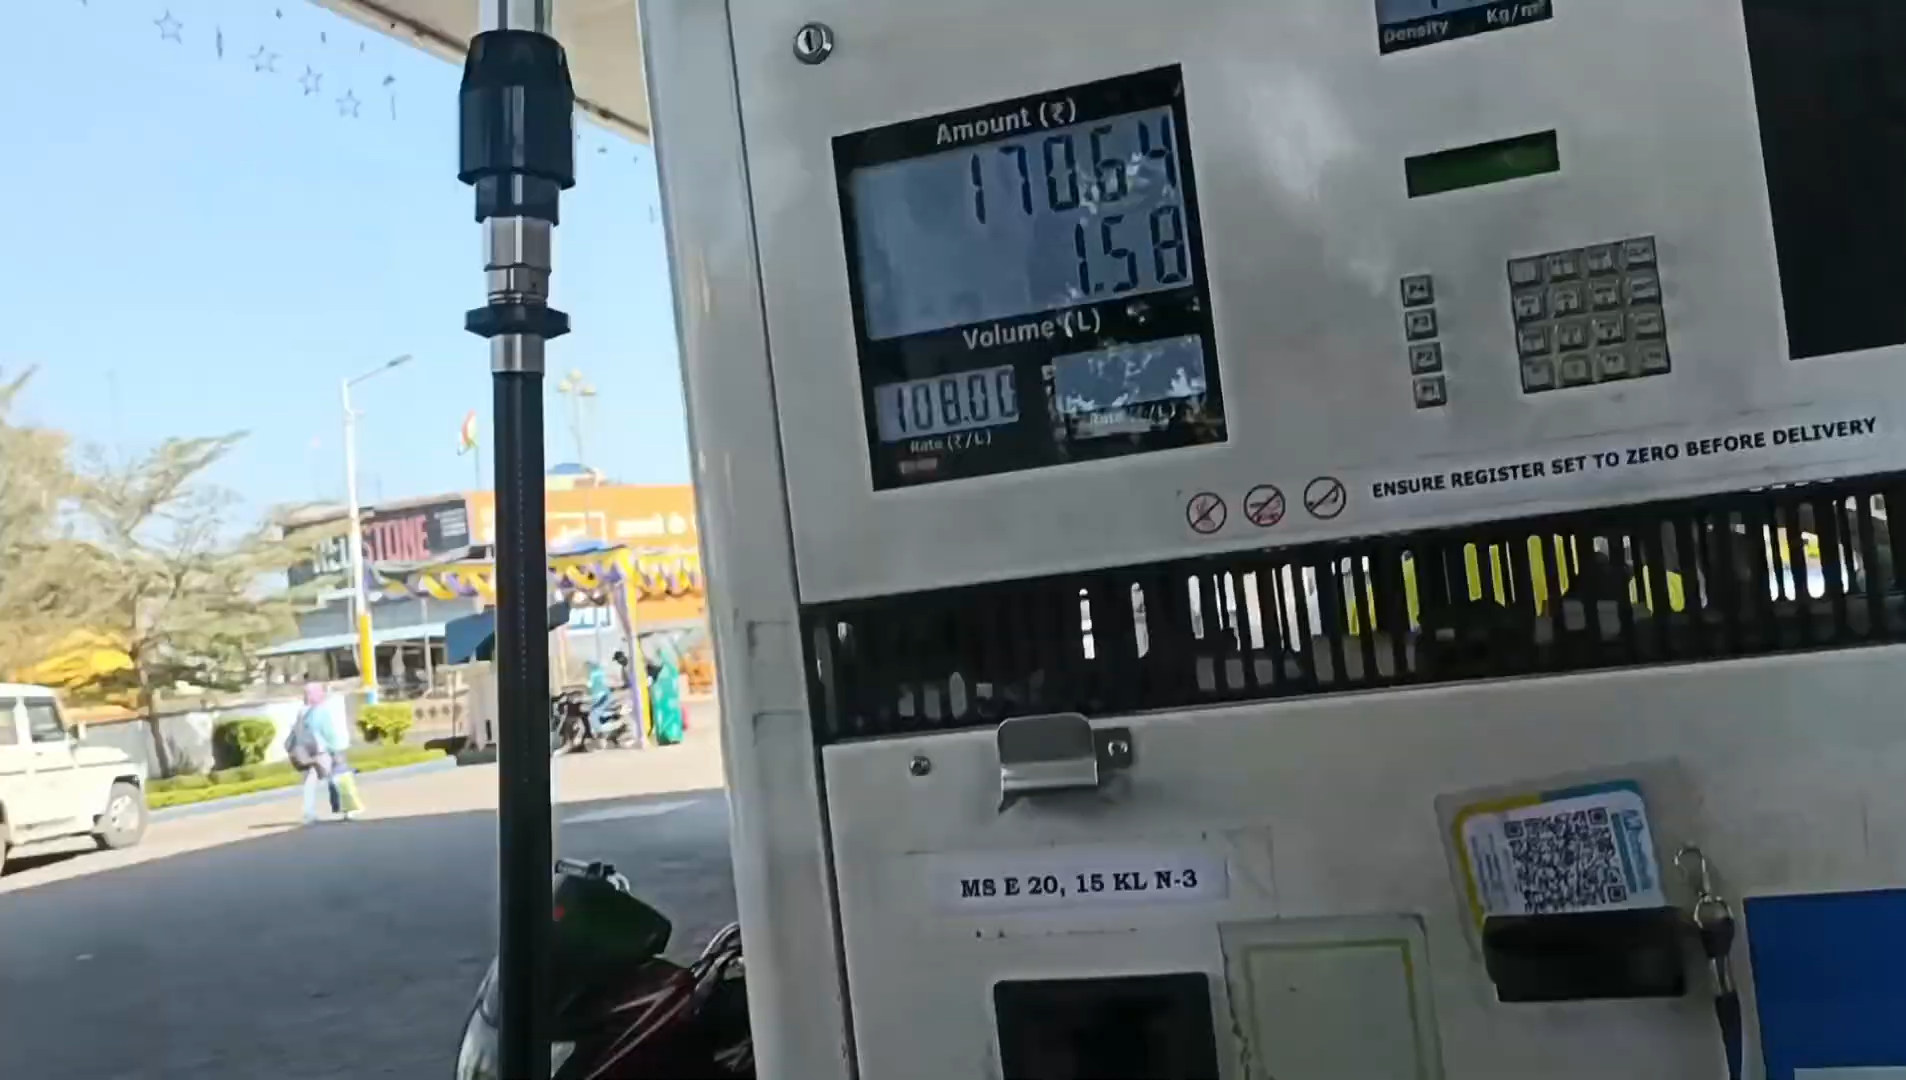 Density Kg/m³
Amount (₹)
170.64
1.58
Volume (L)
108.00
Rate (₹/L)
Rate (₹/L)
ENSURE REGISTER SET TO ZERO BEFORE DELIVERY
STONE
MS E 20, 15 KL N-3